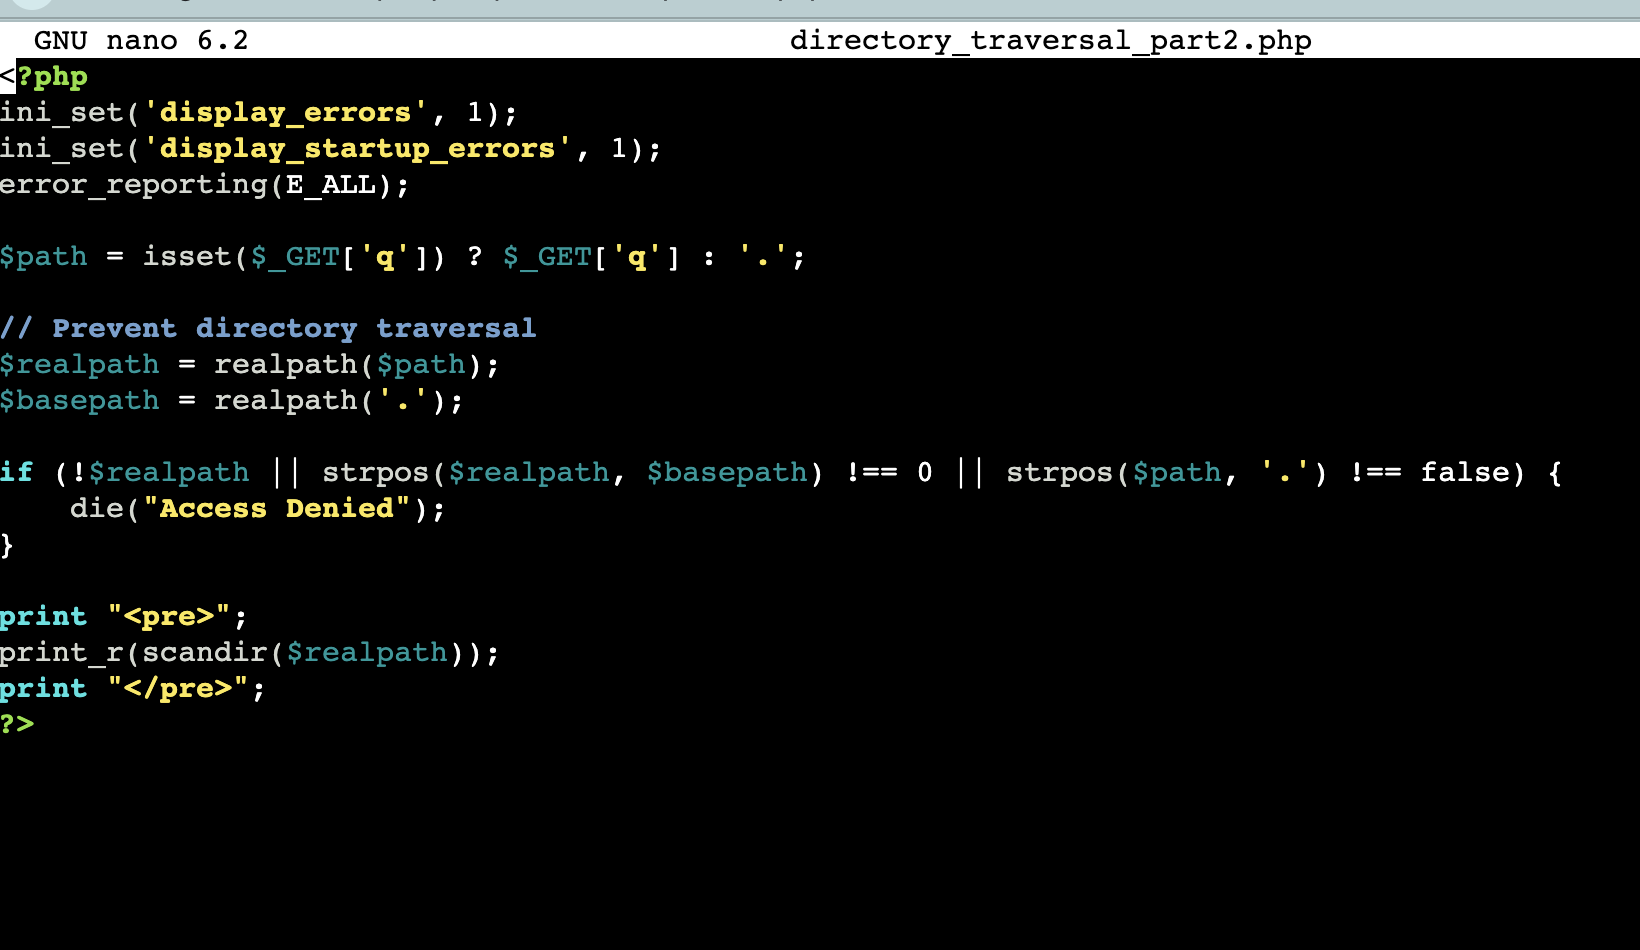 GNU nano 6.2 directory_traversal_part2.php
<?php
ini_set('display_errors', 1);
ini_set('display_startup_errors', 1);
error_reporting(E_ALL);
$path = isset($_GET['q']) ? $_GET['q'] : '.';
// Prevent directory traversal
$realpath = realpath($path);
$basepath = realpath('.');
if (!$realpath || strpos($realpath, $basepath) !== 0 || strpos($path, '.') !== false) {
    die("Access Denied");
}
print "<pre>";
print_r(scandir($realpath));
print "</pre>";
?>